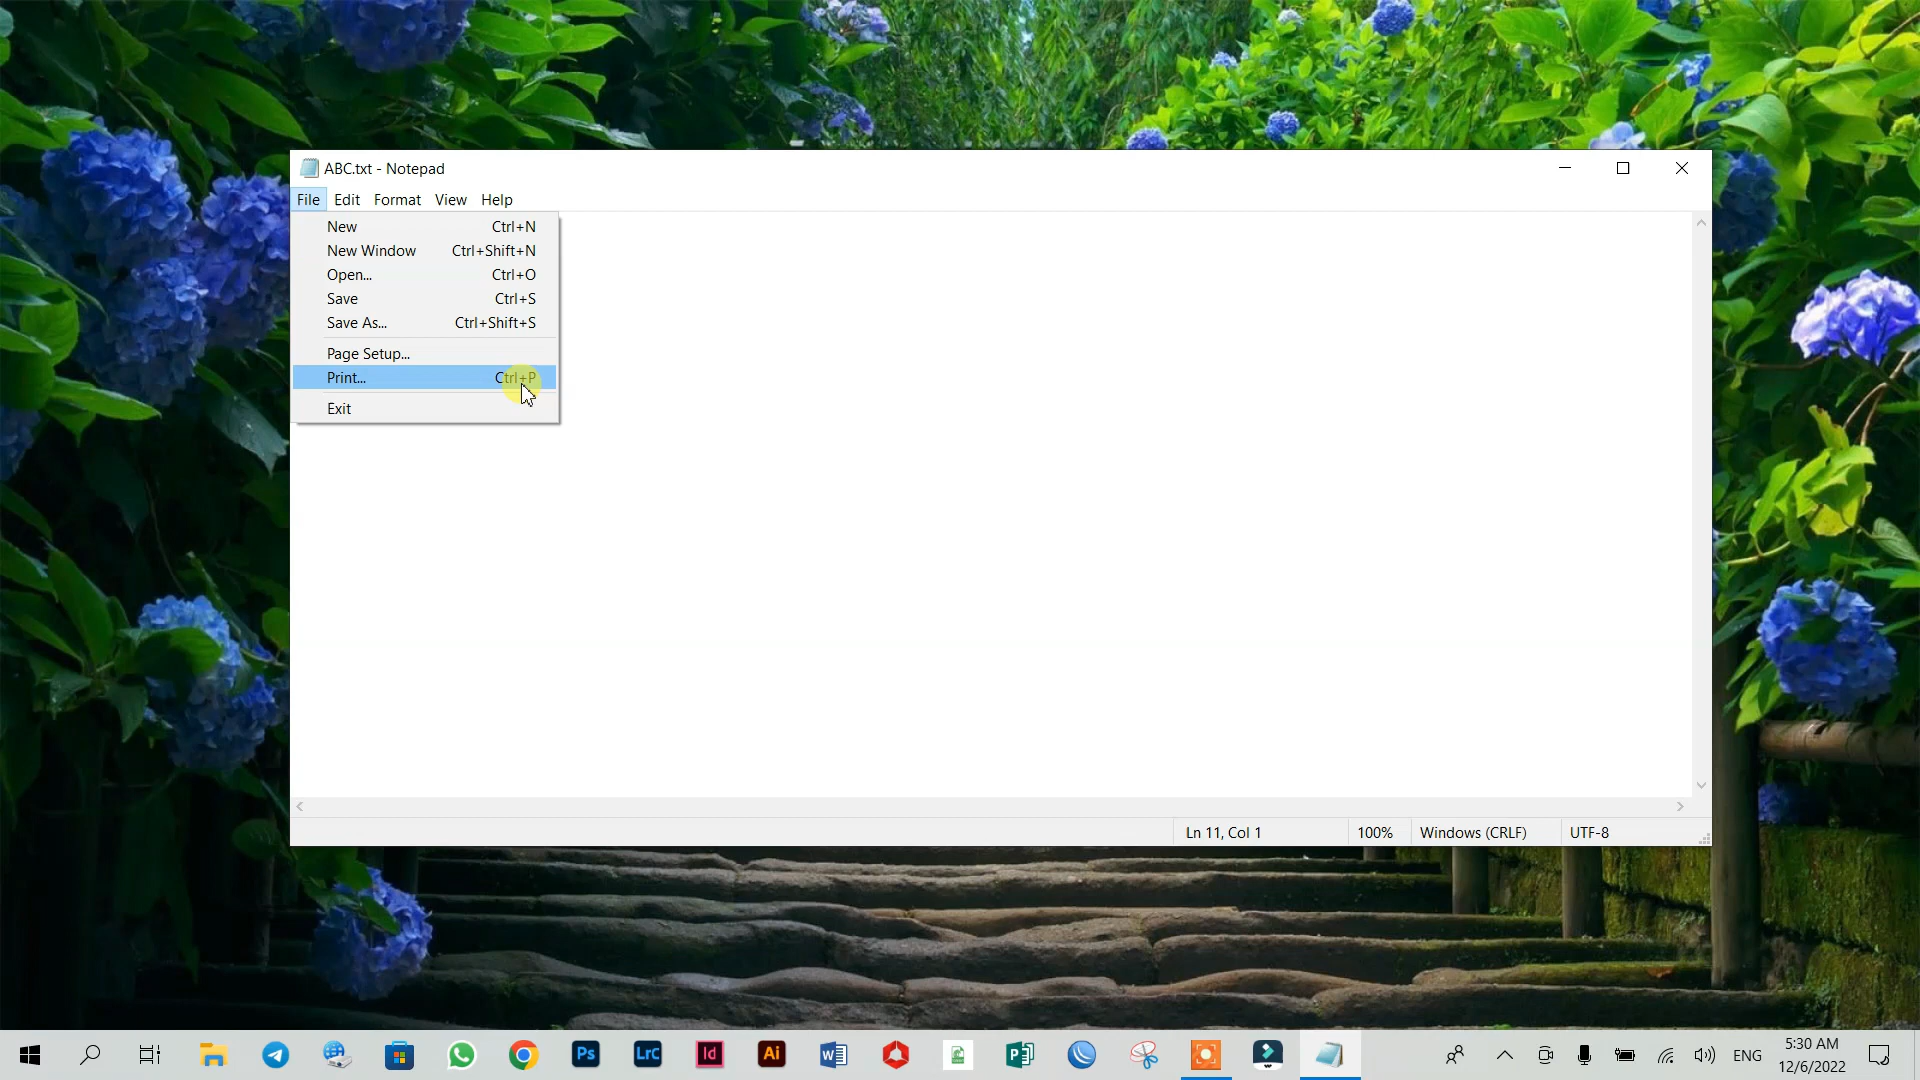 ABC.txt - Notepad
File Edit Format View Help
New Ctrl+N
New Window Ctrl+Shift+N
Open... Ctrl+O
Save Ctrl+S
Save As... Ctrl+Shift+S
Page Setup...
Print... Ctrl+P
Exit
Ln 11, Col 1 100% Windows (CRLF) UTF-8
Ps LrC Id Ai W P ENG 5:30 AM
12/6/2022